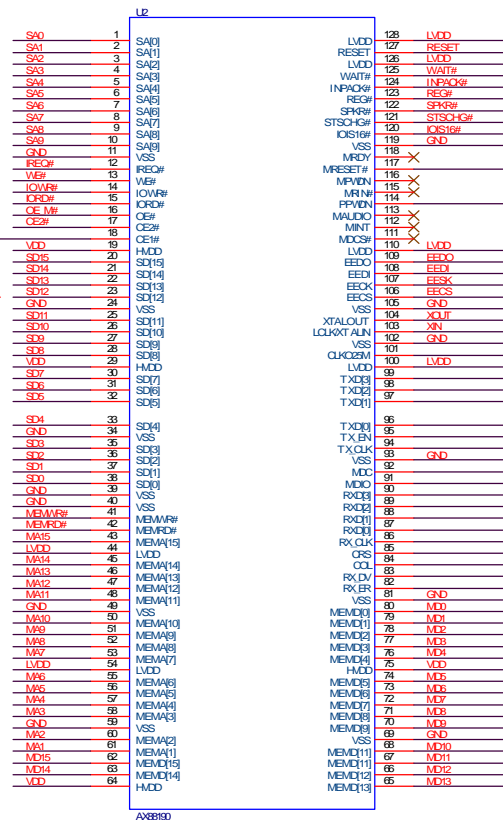 U2
SA0 1 SA[0] LVDD 128 LVDD
SA1 2 SA[1] RESET 127 RESET
SA2 3 SA[2] LVDD 126 LVDD
SA3 4 SA[3] WAIT# 125 WAIT#
SA4 5 SA[4] INPACK# 124 INPACK#
SA5 6 SA[5] REG# 123 REG#
SA6 7 SA[6] SPKR# 122 SPKR#
SA7 8 SA[7] STSCHG# 121 STSCHG#
SA8 9 SA[8] IOIS16# 120 IOIS16#
SA9 10 SA[9] VSS 119 GND
GND 11 VSS MRDY 118
IREQ# 12 IREQ# MRESET# 117
WE# 13 WE# MPWDN 116
IOWR# 14 IOWR# MRIN# 115
IORD# 15 IORD# PPWDN 114
OE_M# 16 OE# MAUDIO 113
CE2# 17 CE2# MINT 112
18 CE1# MDCS# 111
VDD 19 HVDD LVDD 110 LVDD
SD15 20 SD[15] EEDO 109 EEDO
SD14 21 SD[14] EEDI 108 EEDI
SD13 22 SD[13] EECK 107 EESK
SD12 23 SD[12] EECS 106 EECS
GND 24 VSS VSS 105 GND
SD11 25 SD[11] XTALOUT 104 XOUT
SD10 26 SD[10] LCLK/XTALIN 103 XIN
SD9 27 SD[9] VSS 102 GND
SD8 28 SD[8] CLKO25M 101
VDD 29 HVDD LVDD 100 LVDD
SD7 30 SD[7] TXD[3] 99
SD6 31 SD[6] TXD[2] 98
SD5 32 SD[5] TXD[1] 97
SD4 33 SD[4] TXD[0] 96
GND 34 VSS TX_EN 95
SD3 35 SD[3] TX_CLK 94
SD2 36 SD[2] VSS 93 GND
SD1 37 SD[1] MDC 92
SD0 38 SD[0] MDIO 91
GND 39 VSS RXD[3] 90
GND 40 VSS RXD[2] 89
MEMWR# 41 MEMWR# RXD[1] 88
MEMRD# 42 MEMRD# RXD[0] 87
MA15 43 MEMA[15] RX_CLK 86
LVDD 44 LVDD CRS 85
MA14 45 MEMA[14] COL 84
MA13 46 MEMA[13] RX_DV 83
MA12 47 MEMA[12] RX_ER 82
MA11 48 MEMA[11] VSS 81 GND
GND 49 VSS MEMD[0] 80 MD0
MA10 50 MEMA[10] MEMD[1] 79 MD1
MA9 51 MEMA[9] MEMD[2] 78 MD2
MA8 52 MEMA[8] MEMD[3] 77 MD3
MA7 53 MEMA[7] MEMD[4] 76 MD4
LVDD 54 LVDD HVDD 75 VDD
MA6 55 MEMA[6] MEMD[5] 74 MD5
MA5 56 MEMA[5] MEMD[6] 73 MD6
MA4 57 MEMA[4] MEMD[7] 72 MD7
MA3 58 MEMA[3] MEMD[8] 71 MD8
GND 59 VSS MEMD[9] 70 MD9
MA2 60 MEMA[2] VSS 69 GND
MA1 61 MEMA[1] MEMD[11] 68 MD10
MD15 62 MEMD[15] MEMD[11] 67 MD11
MD14 63 MEMD[14] MEMD[12] 66 MD12
VDD 64 HVDD MEMD[13] 65 MD13
AX88190